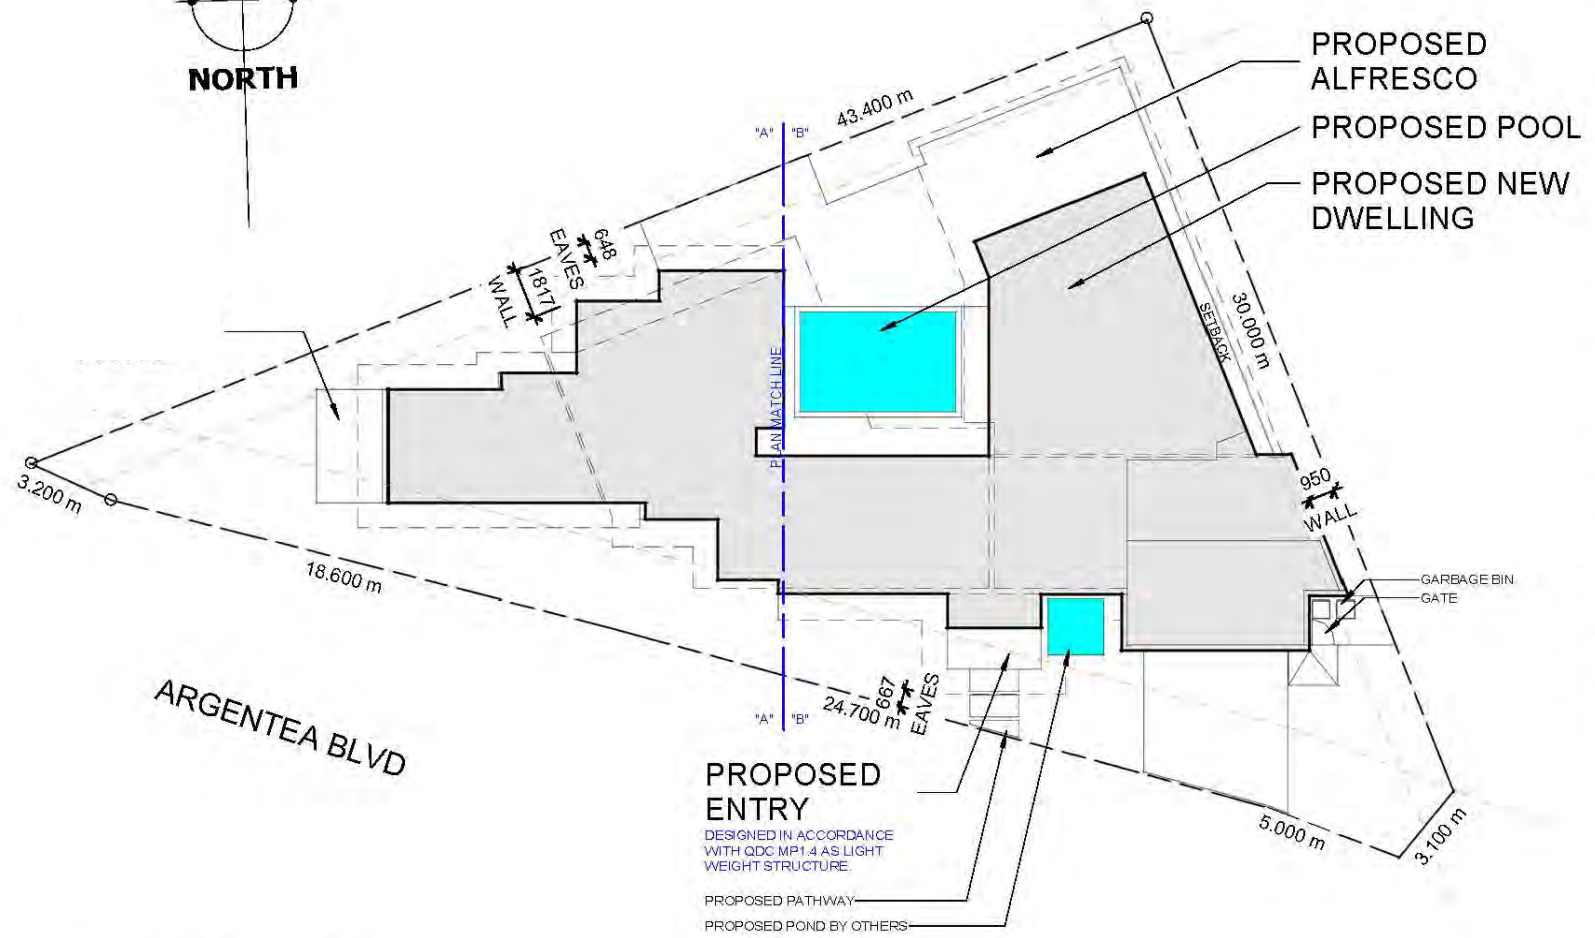 NORTH
PROPOSED
ALFRESCO
PROPOSED POOL
PROPOSED NEW
DWELLING
43.400 m
"A" "B"
648
EAVES
1817
WALL
30.000 m
SETBACK
PLAN MATCH LINE
950
WALL
3.200 m
18.600 m
GARBAGE BIN
GATE
ARGENTEA BLVD
"A" "B"
24.700 m
667
EAVES
PROPOSED
ENTRY
DESIGNED IN ACCORDANCE
WITH QDC MP1.4 AS LIGHT
WEIGHT STRUCTURE.
5.000 m
3.100 m
PROPOSED PATHWAY
PROPOSED POND BY OTHERS